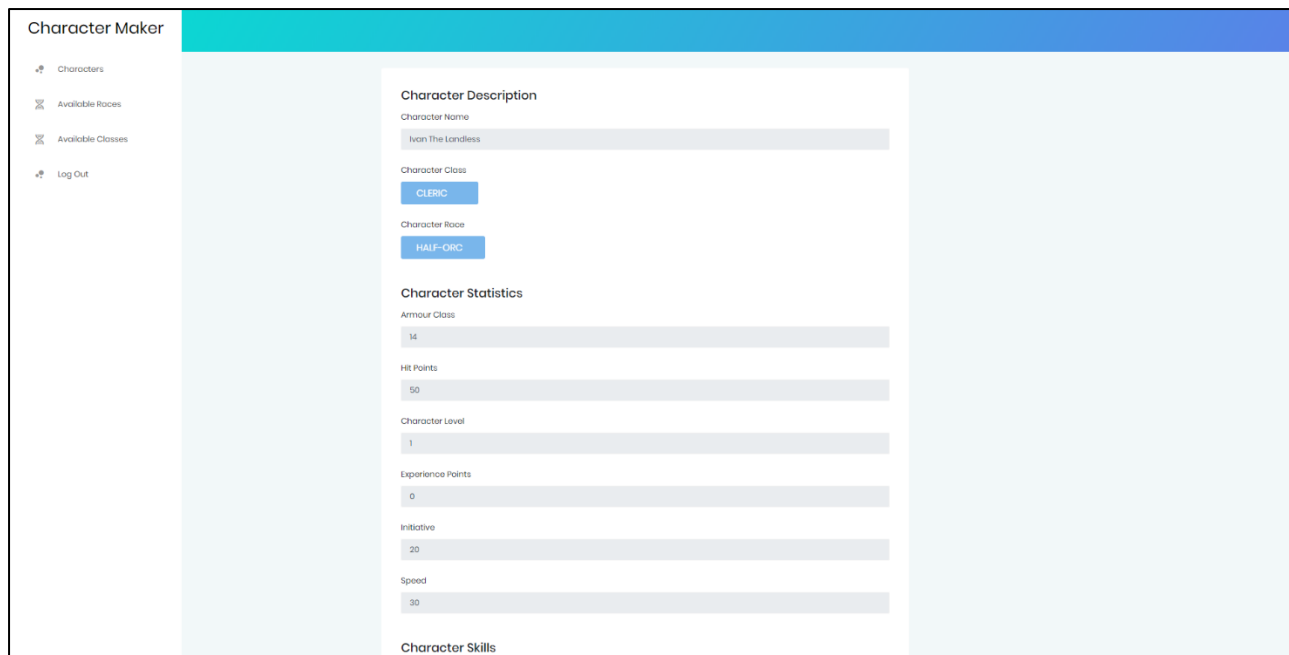 Character Maker
Characters
Available Races
Available Classes
Log Out
Character Description
Character Name
Ivan The Landless
Character Class
CLERIC
Character Race
HALF-ORC
Character Statistics
Armour Class
14
Hit Points
50
Character Level
1
Experience Points
0
Initiative
20
Speed
30
Character Skills